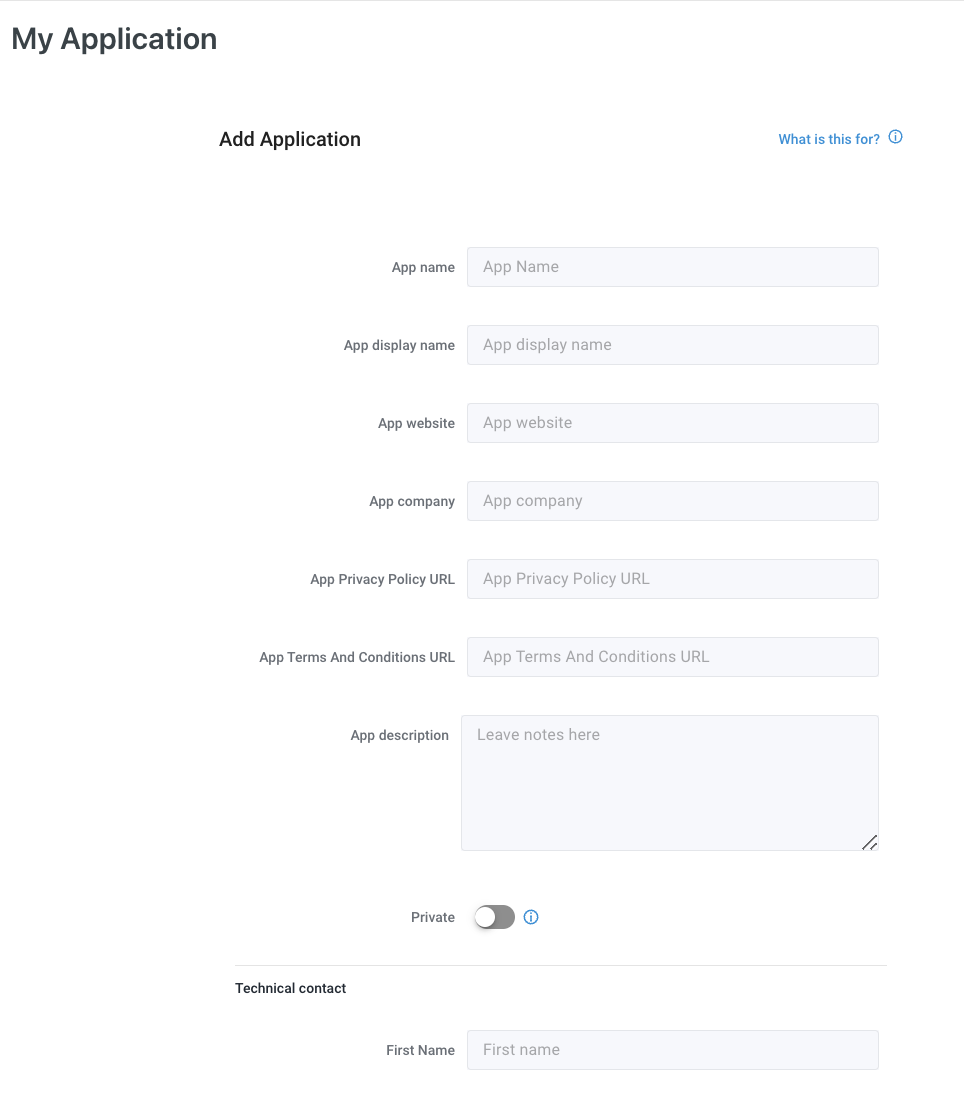 My Application
Add Application
What is this for?
App name
App Name
App display name
App display name
App website
App website
App company
App company
App Privacy Policy URL
App Privacy Policy URL
App Terms And Conditions URL
App Terms And Conditions URL
App description
Leave notes here
Private
Technical contact
First Name
First name